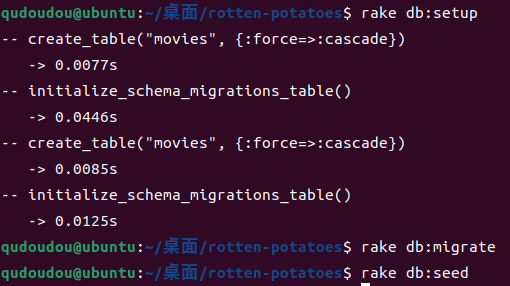 qudoudou@ubuntu:~/桌面/rotten-potatoes$ rake db:setup
-- create_table("movies", {:force=>:cascade})
   -> 0.0077s
-- initialize_schema_migrations_table()
   -> 0.0446s
-- create_table("movies", {:force=>:cascade})
   -> 0.0085s
-- initialize_schema_migrations_table()
   -> 0.0125s
qudoudou@ubuntu:~/桌面/rotten-potatoes$ rake db:migrate
qudoudou@ubuntu:~/桌面/rotten-potatoes$ rake db:seed